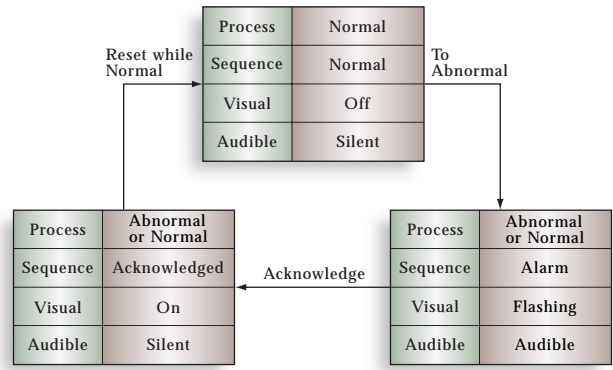 Process Normal
Sequence Normal
Visual Off
Audible Silent
Reset while
Normal
To
Abnormal
Process Abnormal
or Normal
Sequence Acknowledged
Visual On
Audible Silent
Acknowledge
Process Abnormal
or Normal
Sequence Alarm
Visual Flashing
Audible Audible